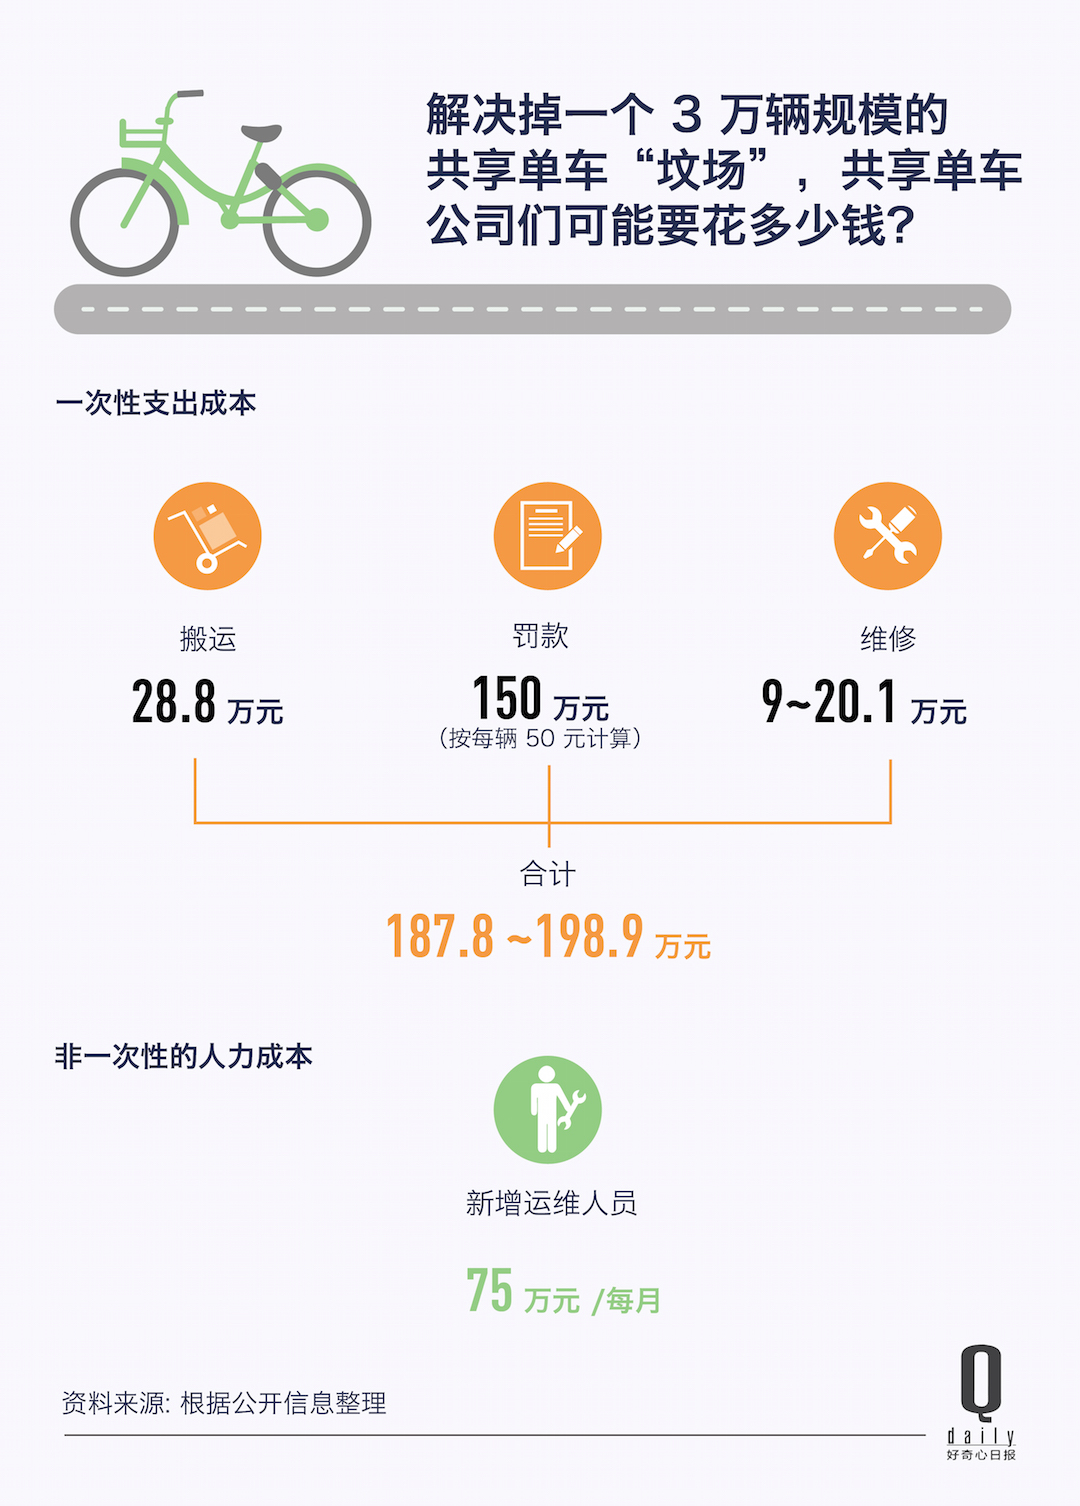 解决掉一个 3 万辆规模的
共享单车“坟场”，共享单车
公司们可能要花多少钱?
一次性支出成本
搬运
28.8 万元
罚款
150 万元
（按每辆 50 元计算）
维修
9~20.1 万元
合计
187.8 ~198.9 万元
非一次性的人力成本
新增运维人员
75 万元 /每月
资料来源: 根据公开信息整理
Q
daily
好奇心日报